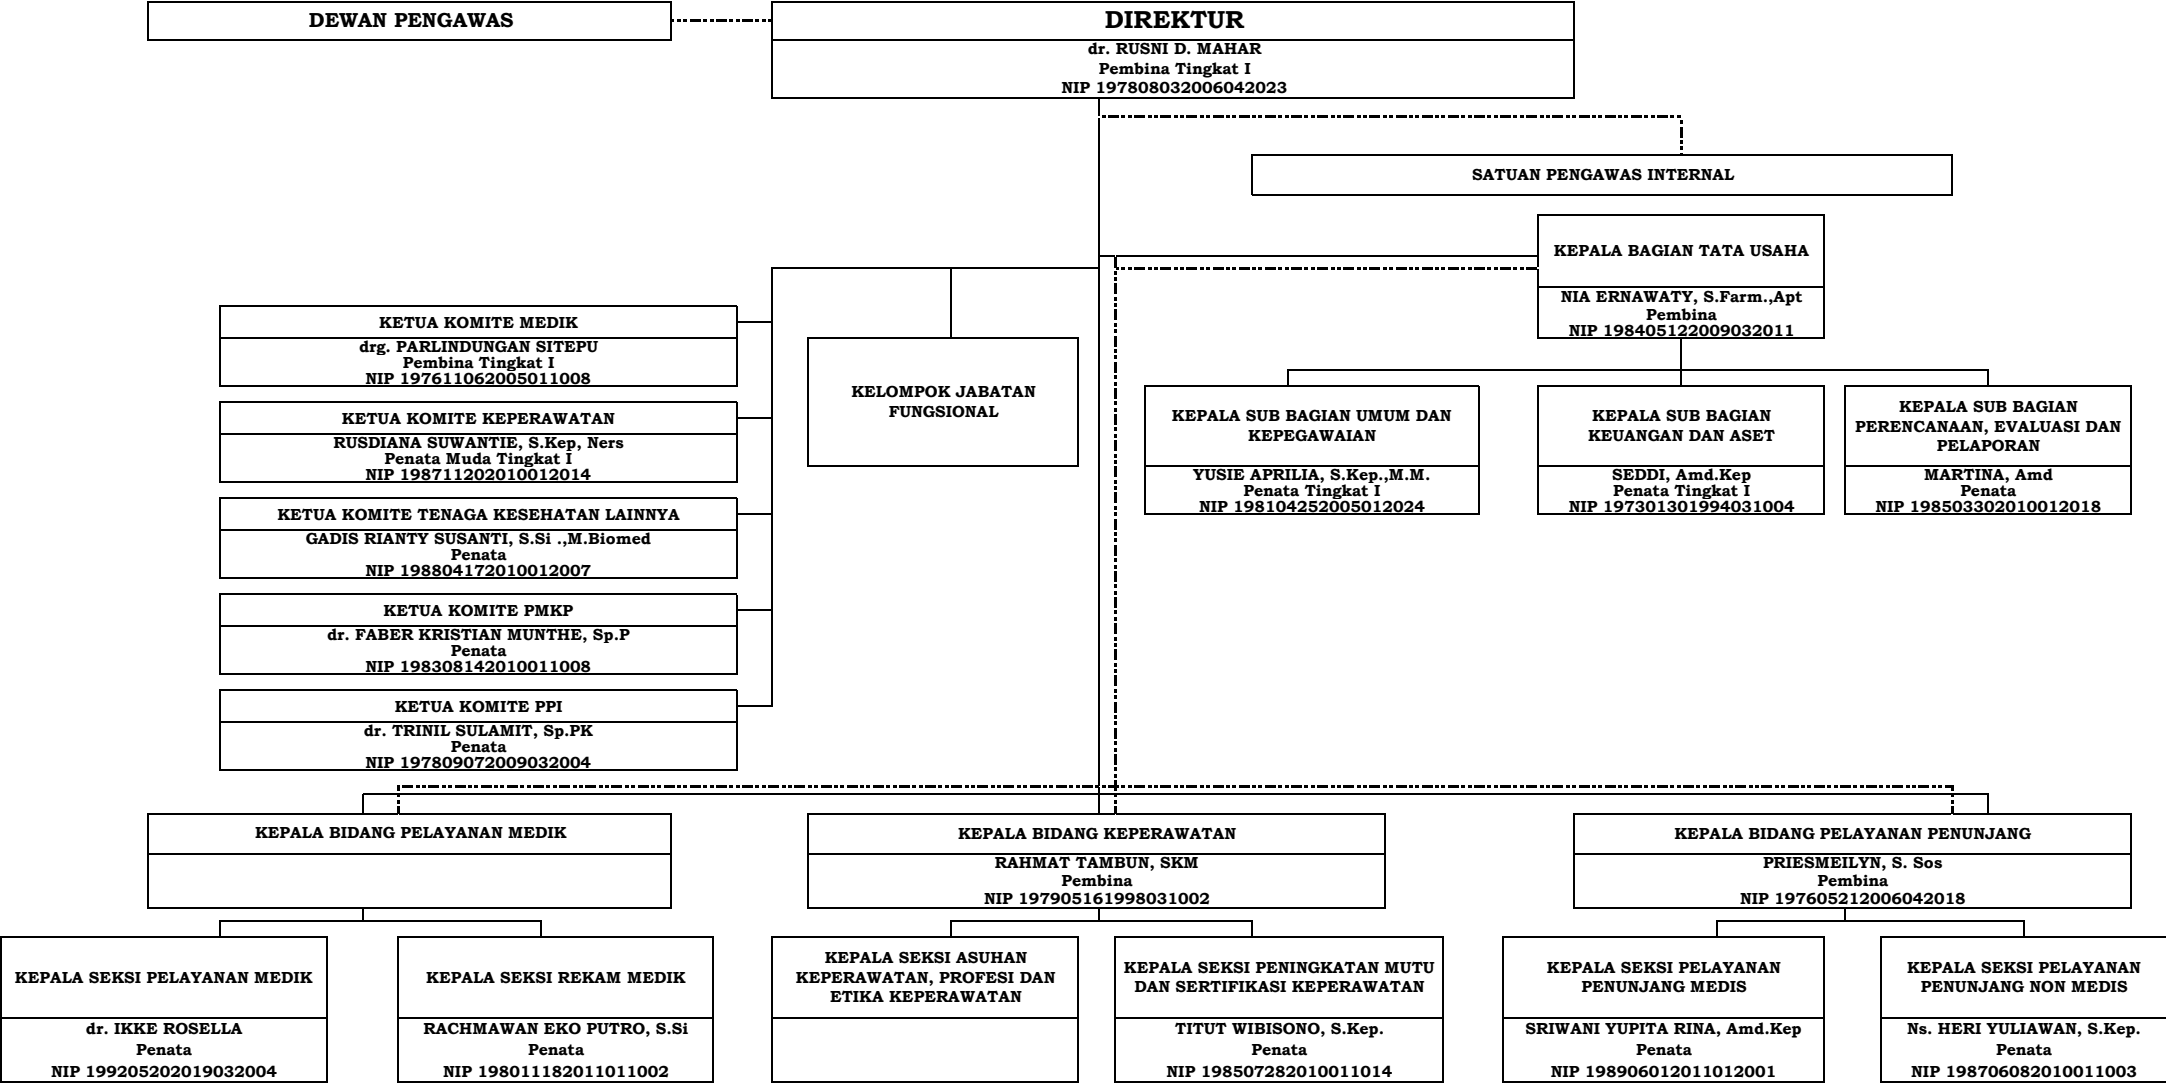 DEWAN PENGAWAS
DIREKTUR
dr. RUSNI D. MAHAR
Pembina Tingkat I
NIP 197808032006042023
SATUAN PENGAWAS INTERNAL
KEPALA BAGIAN TATA USAHA
NIA ERNAWATY, S.Farm.,Apt
Pembina
NIP 198405122009032011
KETUA KOMITE MEDIK
drg. PARLINDUNGAN SITEPU
Pembina Tingkat I
NIP 197611062005011008
KETUA KOMITE KEPERAWATAN
RUSDIANA SUWANTIE, S.Kep, Ners
Penata Muda Tingkat I
NIP 198711202010012014
KETUA KOMITE TENAGA KESEHATAN LAINNYA
GADIS RIANTY SUSANTI, S.Si .,M.Biomed
Penata
NIP 198804172010012007
KETUA KOMITE PMKP
dr. FABER KRISTIAN MUNTHE, Sp.P
Penata
NIP 198308142010011008
KETUA KOMITE PPI
dr. TRINIL SULAMIT, Sp.PK
Penata
NIP 197809072009032004
KELOMPOK JABATAN
FUNGSIONAL
KEPALA SUB BAGIAN UMUM DAN
KEPEGAWAIAN
YUSIE APRILIA, S.Kep.,M.M.
Penata Tingkat I
NIP 198104252005012024
KEPALA SUB BAGIAN
KEUANGAN DAN ASET
SEDDI, Amd.Kep
Penata Tingkat I
NIP 197301301994031004
KEPALA SUB BAGIAN
PERENCANAAN, EVALUASI DAN
PELAPORAN
MARTINA, Amd
Penata
NIP 198503302010012018
KEPALA BIDANG PELAYANAN MEDIK
KEPALA BIDANG KEPERAWATAN
RAHMAT TAMBUN, SKM
Pembina
NIP 197905161998031002
KEPALA BIDANG PELAYANAN PENUNJANG
PRIESMEILYN, S. Sos
Pembina
NIP 197605212006042018
KEPALA SEKSI PELAYANAN MEDIK
dr. IKKE ROSELLA
Penata
NIP 199205202019032004
KEPALA SEKSI REKAM MEDIK
RACHMAWAN EKO PUTRO, S.Si
Penata
NIP 198011182011011002
KEPALA SEKSI ASUHAN
KEPERAWATAN, PROFESI DAN
ETIKA KEPERAWATAN
KEPALA SEKSI PENINGKATAN MUTU
DAN SERTIFIKASI KEPERAWATAN
TITUT WIBISONO, S.Kep.
Penata
NIP 198507282010011014
KEPALA SEKSI PELAYANAN
PENUNJANG MEDIS
SRIWANI YUPITA RINA, Amd.Kep
Penata
NIP 198906012011012001
KEPALA SEKSI PELAYANAN
PENUNJANG NON MEDIS
Ns. HERI YULIAWAN, S.Kep.
Penata
NIP 198706082010011003